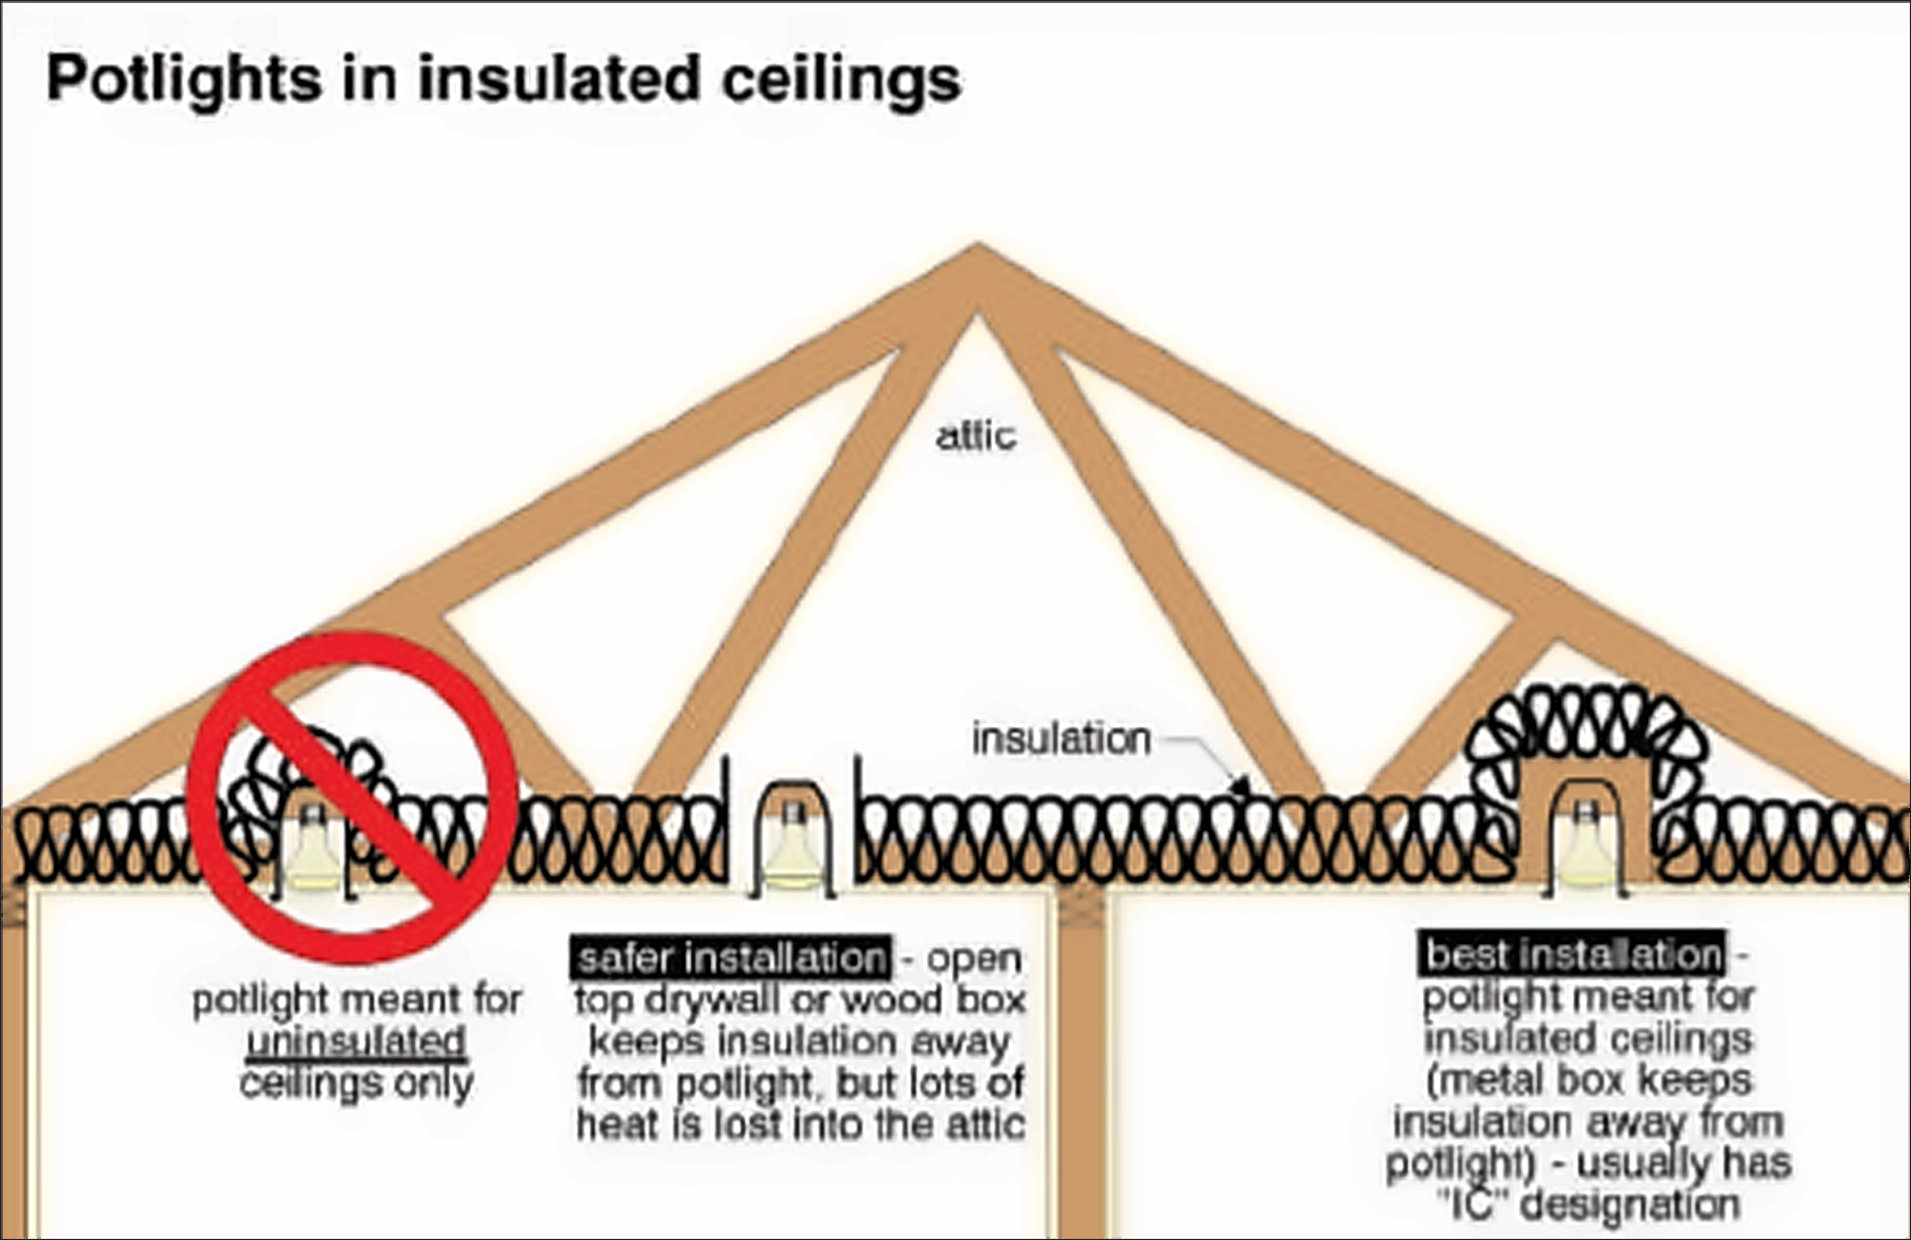 Potlights in insulated ceilings
attic
insulation
potlight meant for
uninsulated
ceilings only
safer installation - open
top drywall or wood box
keeps insulation away
from potlight, but lots of
heat is lost into the attic
best installation -
potlight meant for
insulated ceilings
(metal box keeps
insulation away from
potlight) - usually has
"IC" designation